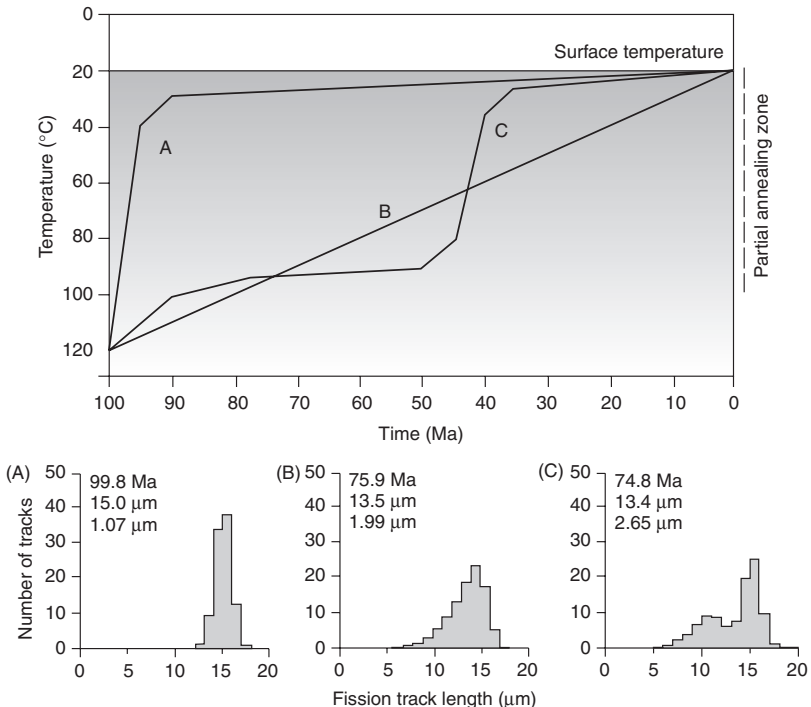 0
20
40
60
80
100
120
Temperature (°C)
Surface temperature
A
B
C
Partial annealing zone
100 90 80 70 60 50 40 30 20 10 0
Time (Ma)
(A)
50
40
30
20
10
0
Number of tracks
99.8 Ma
15.0 μm
1.07 μm
0 10 15 20
(B)
50
40
30
20
10
0
75.9 Ma
13.5 μm
1.99 μm
0 10 15 20
(C)
50
40
30
20
10
0
74.8 Ma
13.4 μm
2.65 μm
0 10 15 20
Fission track length (μm)